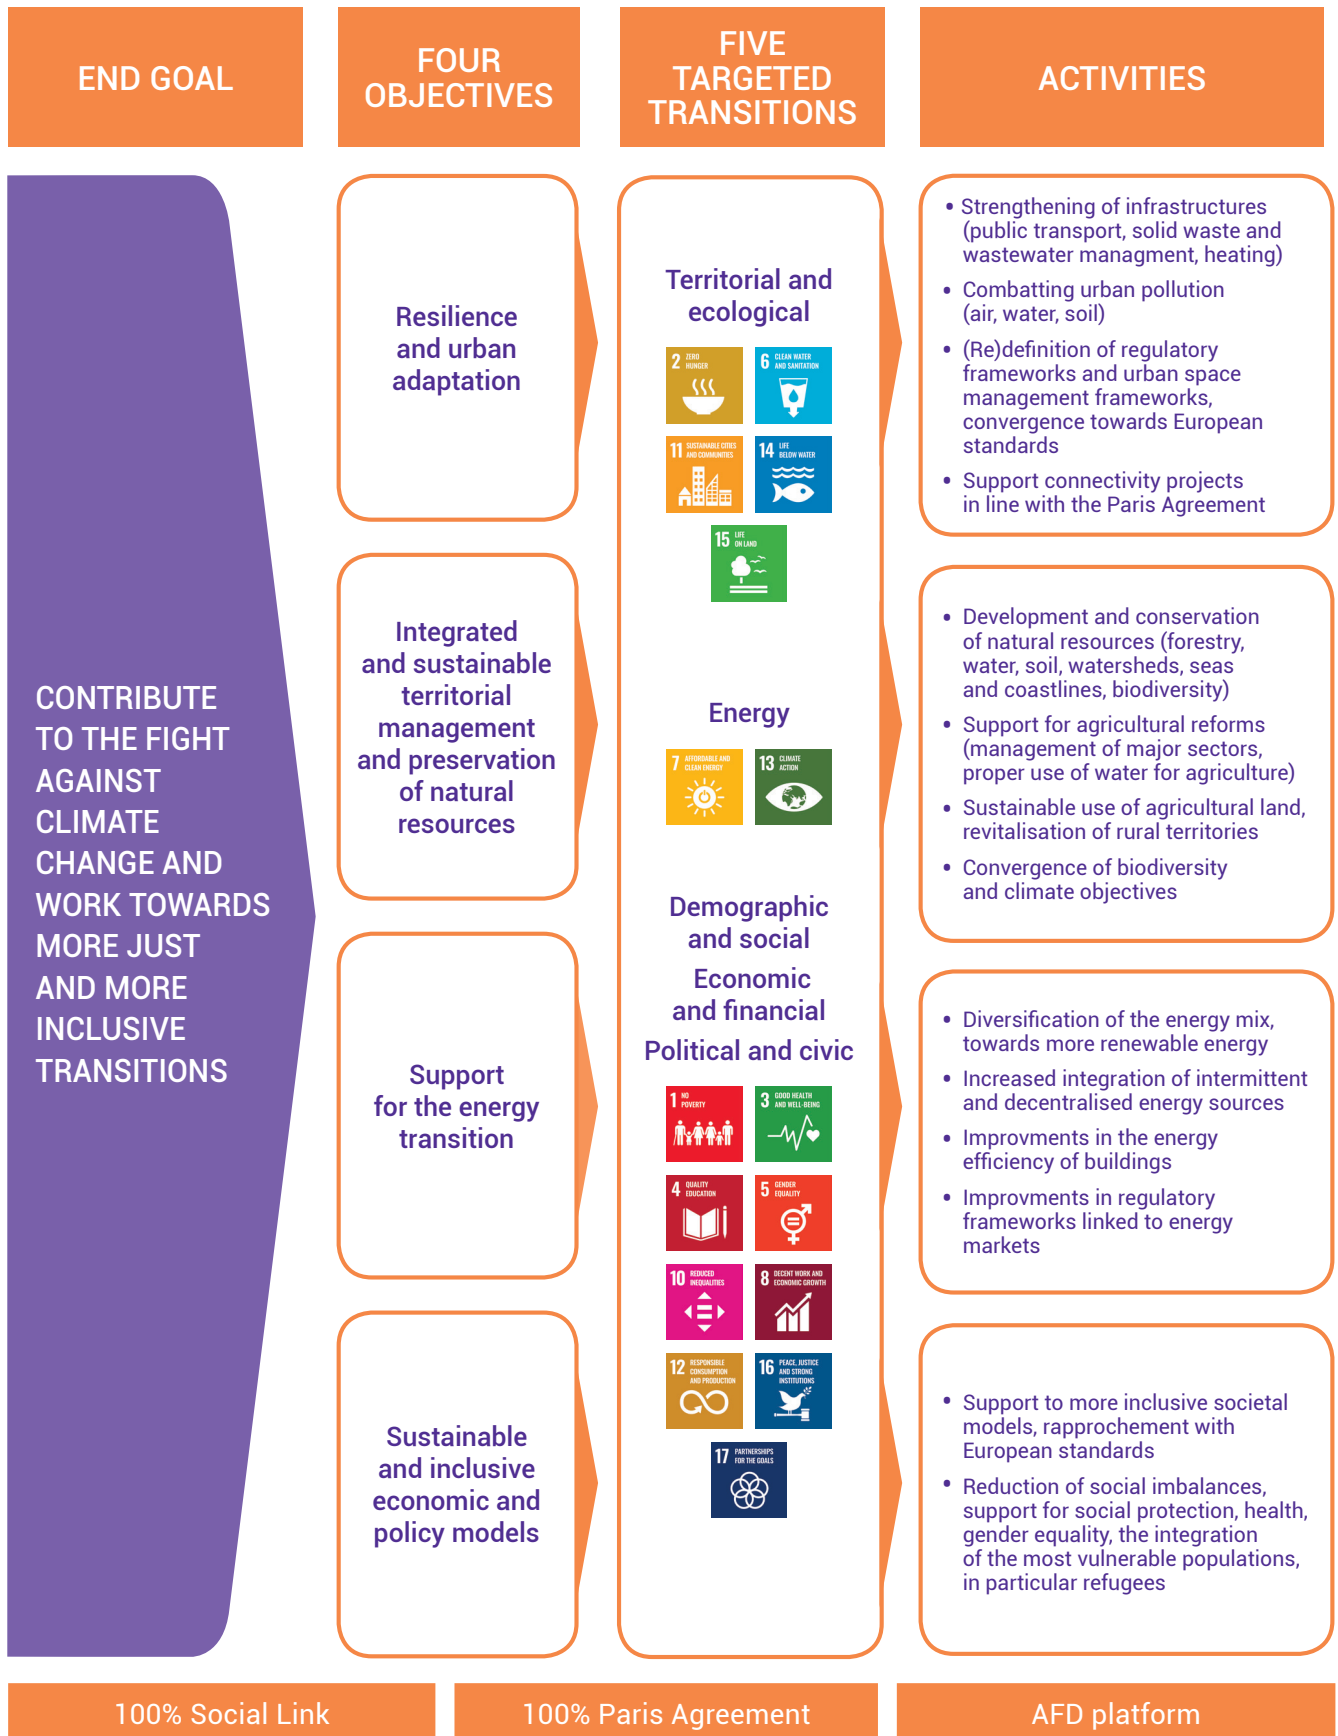 END GOAL
FOUR
OBJECTIVES
FIVE
TARGETED
TRANSITIONS
ACTIVITIES
CONTRIBUTE
TO THE FIGHT
AGAINST
CLIMATE
CHANGE AND
WORK TOWARDS
MORE JUST
AND MORE
INCLUSIVE
TRANSITIONS
Resilience
and urban
adaptation
Integrated
and sustainable
territorial
management
and preservation
of natural
resources
Support
for the energy
transition
Sustainable
and inclusive
economic and
policy models
Territorial and
ecological
2 ZERO
HUNGER
6 CLEAN WATER
AND SANITATION
11 SUSTAINABLE CITIES
AND COMMUNITIES
14 LIFE
BELOW WATER
15 LIFE
ON LAND
Energy
7 AFFORDABLE AND
CLEAN ENERGY
13 CLIMATE
ACTION
Demographic
and social
Economic
and financial
Political and civic
1 NO
POVERTY
3 GOOD HEALTH
AND WELL-BEING
4 QUALITY
EDUCATION
5 GENDER
EQUALITY
10 REDUCED
INEQUALITIES
8 DECENT WORK AND
ECONOMIC GROWTH
12 RESPONSIBLE
CONSUMPTION
AND PRODUCTION
16 PEACE, JUSTICE
AND STRONG
INSTITUTIONS
17 PARTNERSHIPS
FOR THE GOALS
• Strengthening of infrastructures
(public transport, solid waste and
wastewater managment, heating)
• Combatting urban pollution
(air, water, soil)
• (Re)definition of regulatory
frameworks and urban space
management frameworks,
convergence towards European
standards
• Support connectivity projects
in line with the Paris Agreement
• Development and conservation
of natural resources (forestry,
water, soil, watersheds, seas
and coastlines, biodiversity)
• Support for agricultural reforms
(management of major sectors,
proper use of water for agriculture)
• Sustainable use of agricultural land,
revitalisation of rural territories
• Convergence of biodiversity
and climate objectives
• Diversification of the energy mix,
towards more renewable energy
• Increased integration of intermittent
and decentralised energy sources
• Improvments in the energy
efficiency of buildings
• Improvments in regulatory
frameworks linked to energy
markets
• Support to more inclusive societal
models, rapprochement with
European standards
• Reduction of social imbalances,
support for social protection, health,
gender equality, the integration
of the most vulnerable populations,
in particular refugees
100% Social Link
100% Paris Agreement
AFD platform